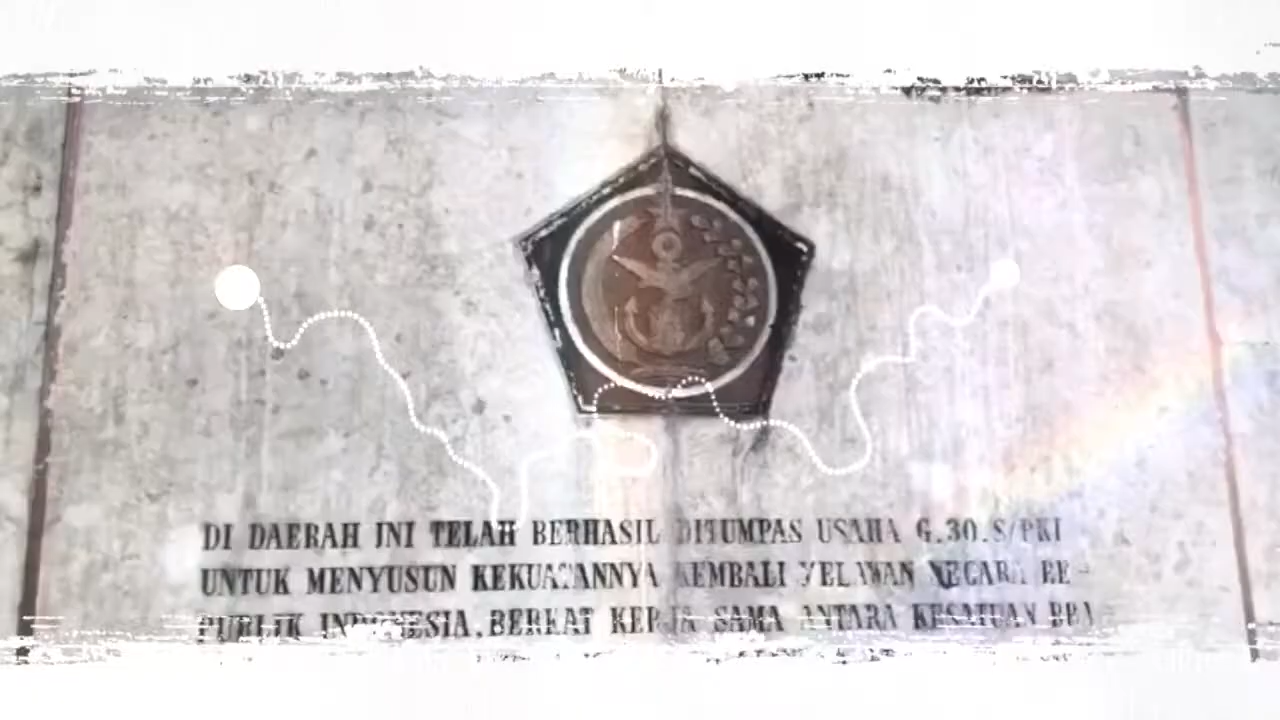 DI DAERAH INI TELAH BERHASIL DITUMPAS USAHA G.30.S/PKI
UNTUK MENYUSUN KEKUATANNYA KEMBALI MELAWAN NEGARA RE-
PUBLIK INDONESIA, BERKAT KERJA SAMA ANTARA KESATUAN